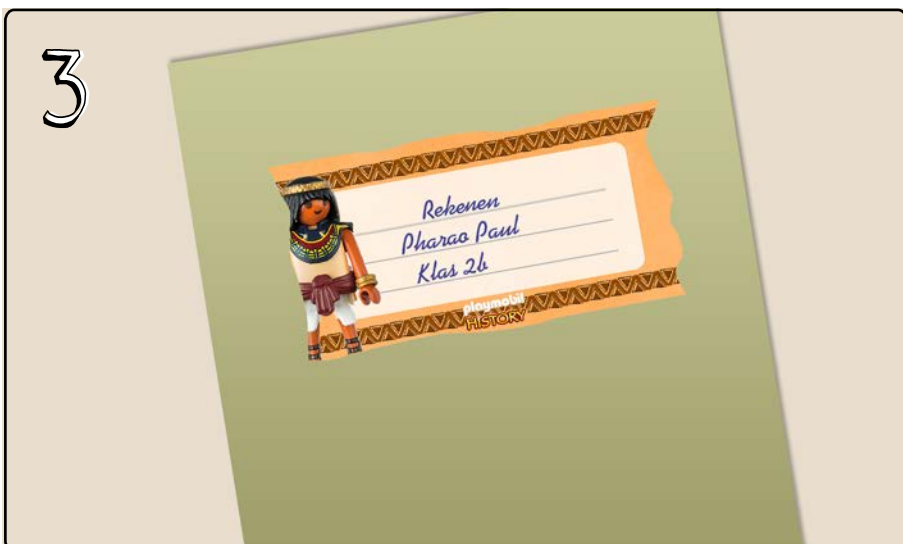 3
Rekenen
Pharao Paul
Klas 2b
playmobil
HISTORY